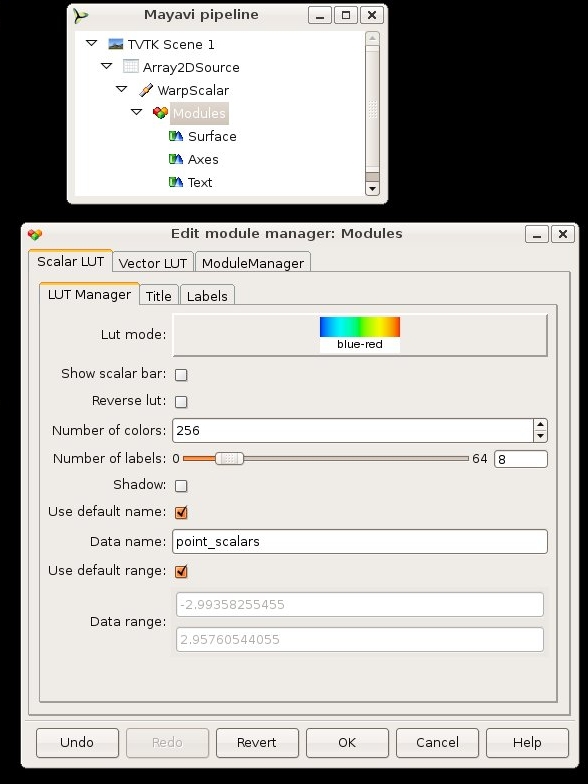 Mayavi pipeline
TVTK Scene 1
Array2DSource
WarpScalar
Modules
Surface
Axes
Text
Edit module manager: Modules
Scalar LUT Vector LUT ModuleManager
LUT Manager Title Labels
Lut mode: blue-red
Show scalar bar:
Reverse lut:
Number of colors: 256
Number of labels: 0 64 8
Shadow:
Use default name:
Data name: point_scalars
Use default range:
-2.99358255455
Data range:
2.95760544055
Undo Redo Revert OK Cancel Help